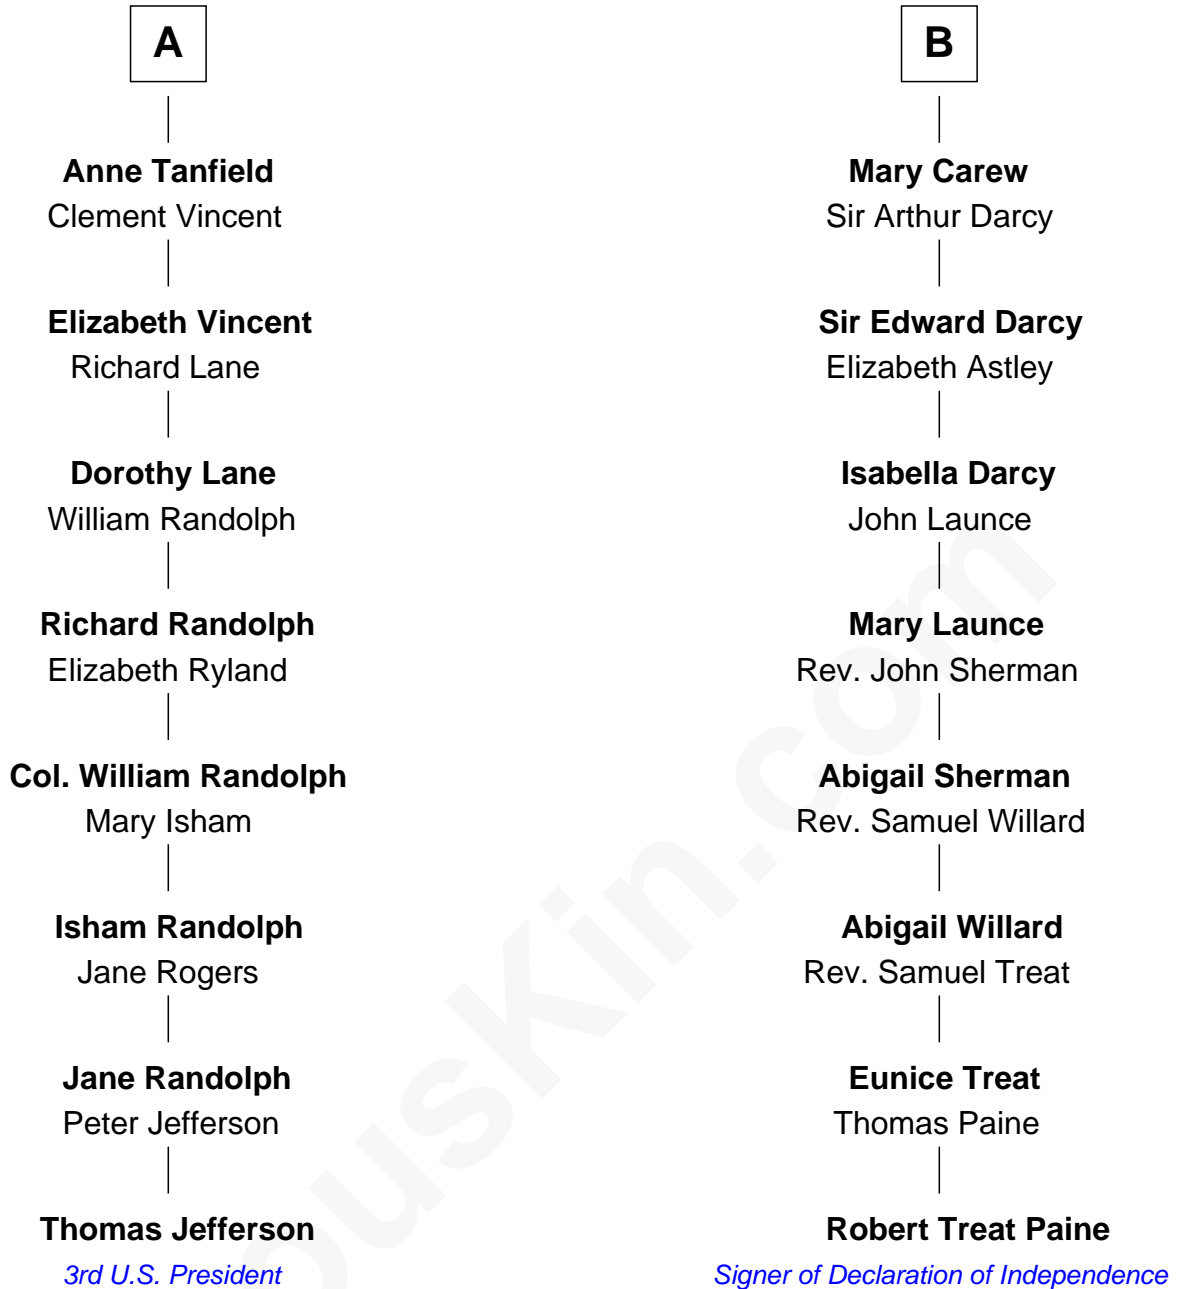 A
Anne Tanfield
Clement Vincent
Elizabeth Vincent
Richard Lane
Dorothy Lane
William Randolph
Richard Randolph
Elizabeth Ryland
Col. William Randolph
Mary Isham
Isham Randolph
Jane Rogers
Jane Randolph
Peter Jefferson
Thomas Jefferson
3rd U.S. President
B
Mary Carew
Sir Arthur Darcy
Sir Edward Darcy
Elizabeth Astley
Isabella Darcy
John Launce
Mary Launce
Rev. John Sherman
Abigail Sherman
Rev. Samuel Willard
Abigail Willard
Rev. Samuel Treat
Eunice Treat
Thomas Paine
Robert Treat Paine
Signer of Declaration of Independence
ousKin.com